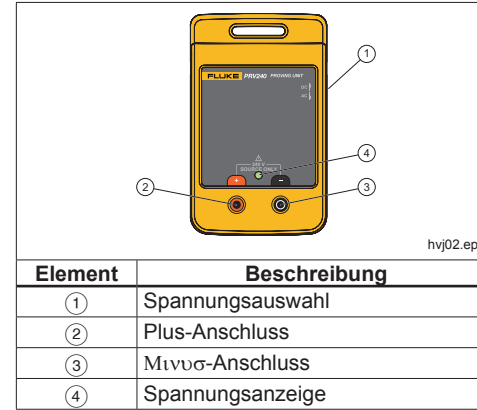 ①
FLUKE PRV240 PROVING UNIT
DC
AC
④
240 V
SOURCE ONLY
+ −
②
③
hvj02.ep
Element Beschreibung
① Spannungsauswahl
② Plus-Anschluss
③ Μινυσ-Anschluss
④ Spannungsanzeige